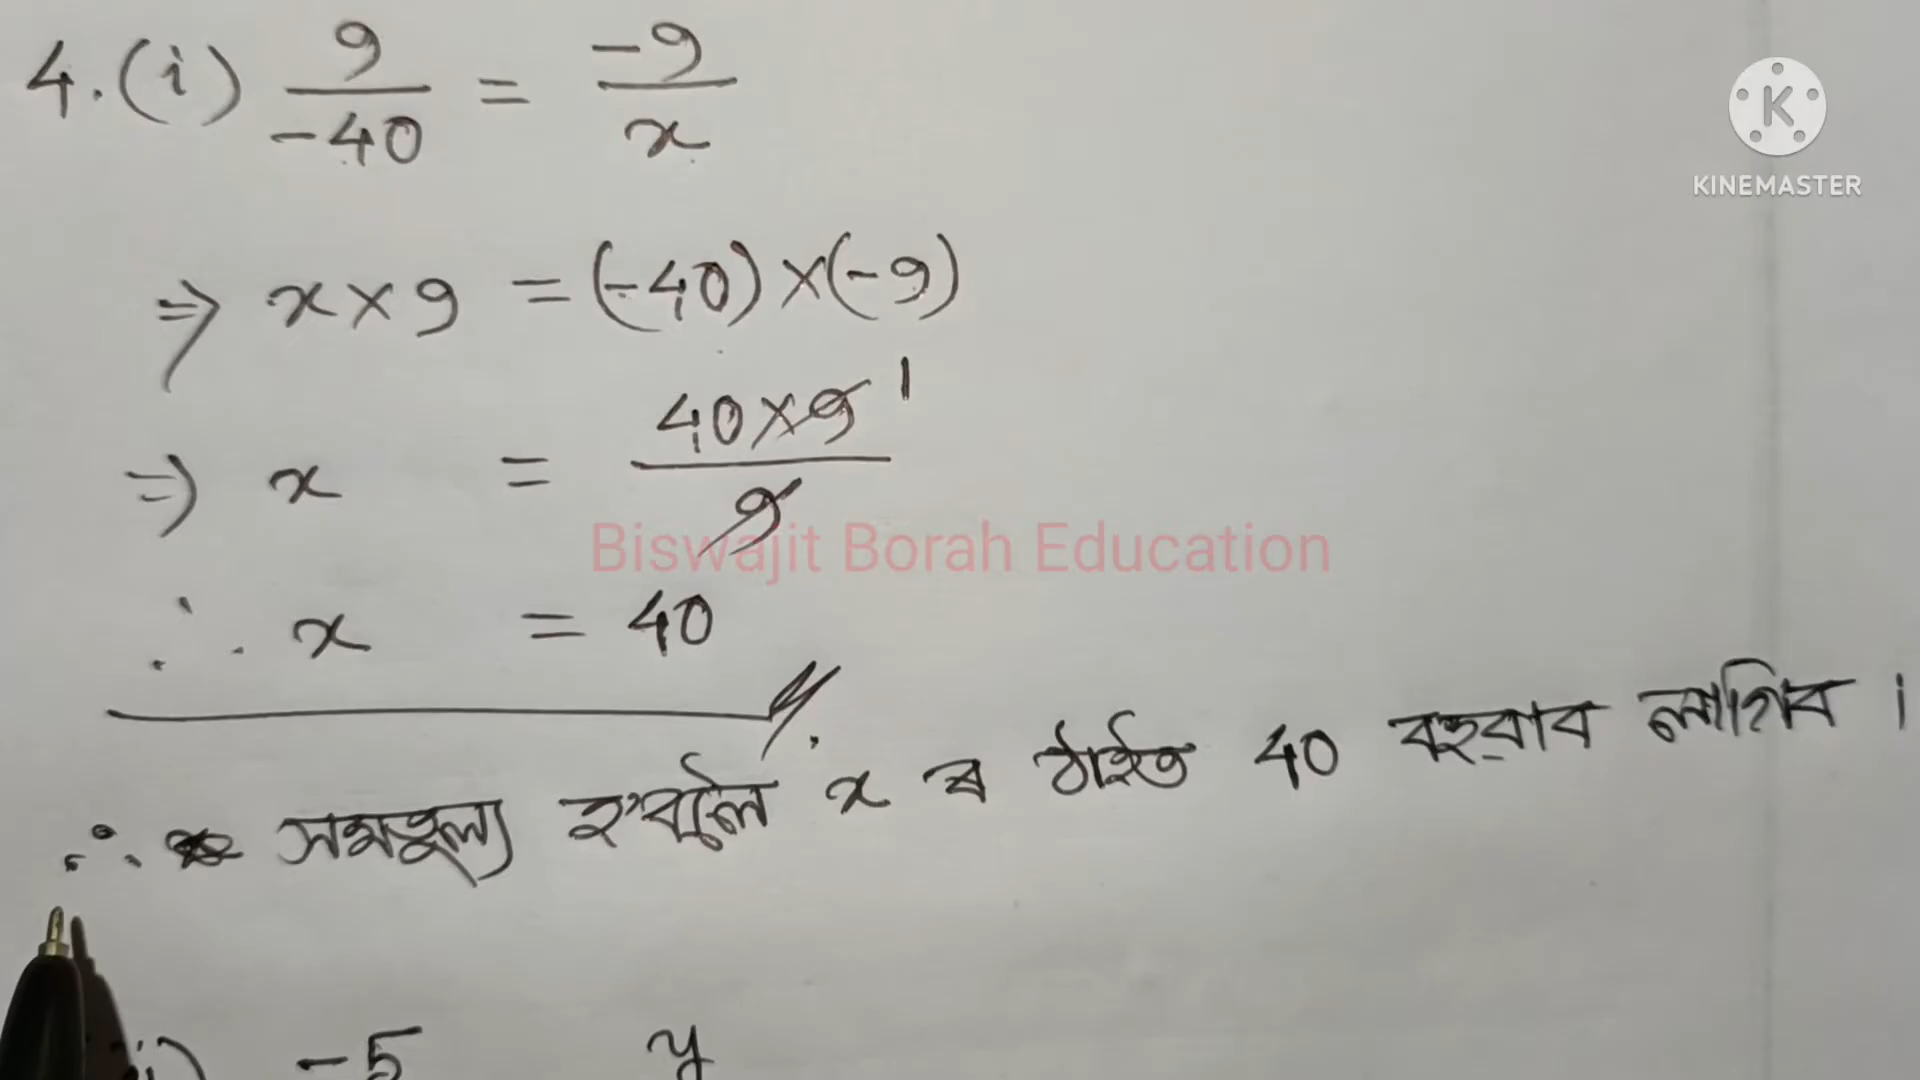 4.(i) 9/-40 = -9/x
KINEMASTER
⇒ x×9 = (-40)×(-9)
⇒ x = 40×9 1/9
Biswajit Borah Education
∴ x = 40
∴ সমতুল্য হ'বলৈ x ৰ ঠাইত 40 বহুৱাব লাগিব ।
-5 y